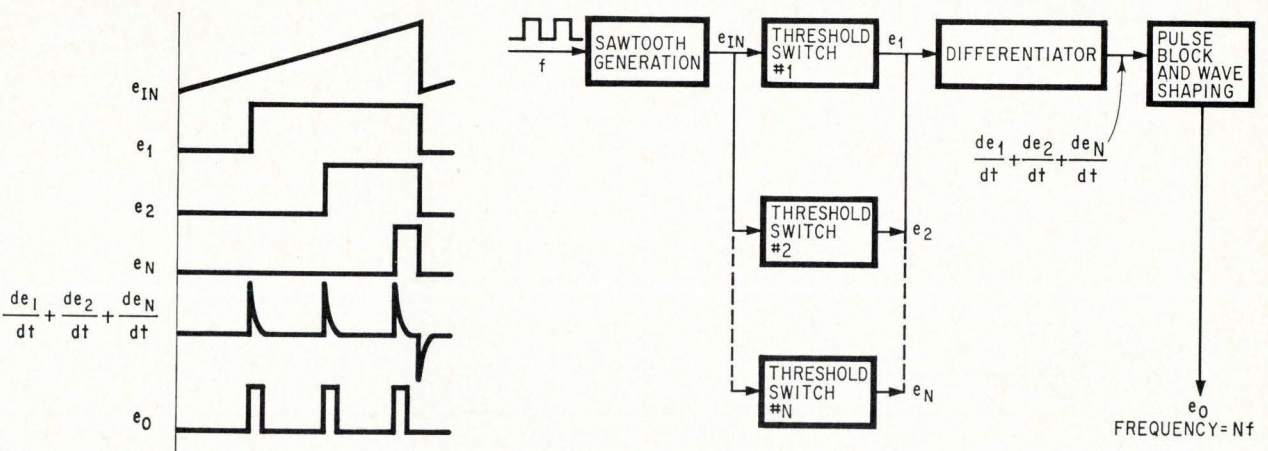 e_IN
e_1
e_2
e_N
de_1/dt + de_2/dt + de_N/dt
e_0
f
SAWTOOTH
GENERATION
e_IN
THRESHOLD
SWITCH
#1
e_1
DIFFERENTIATOR
PULSE
BLOCK
AND WAVE
SHAPING
de_1/dt + de_2/dt + de_N/dt
THRESHOLD
SWITCH
#2
e_2
THRESHOLD
SWITCH
#N
e_N
e_0
FREQUENCY=Nf